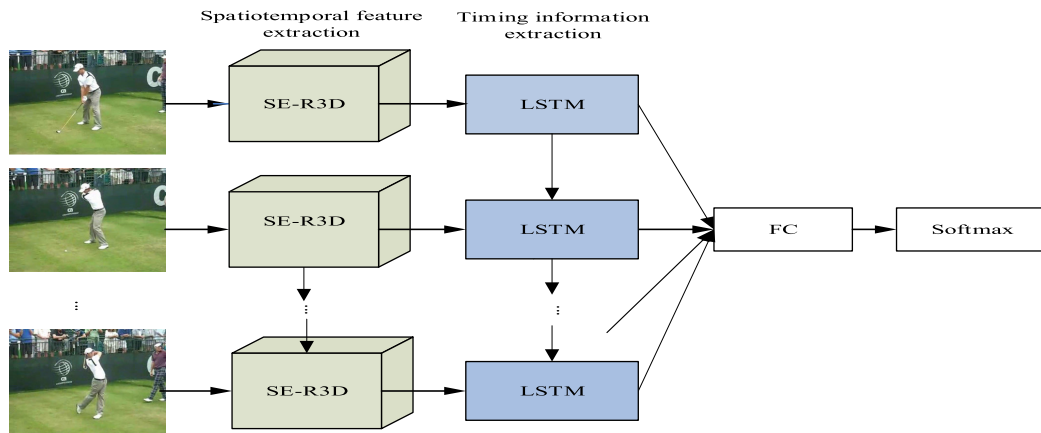 Spatiotemporal feature
extraction
Timing information
extraction
SE-R3D
LSTM
SE-R3D
LSTM
FC
Softmax
...
...
...
SE-R3D
LSTM